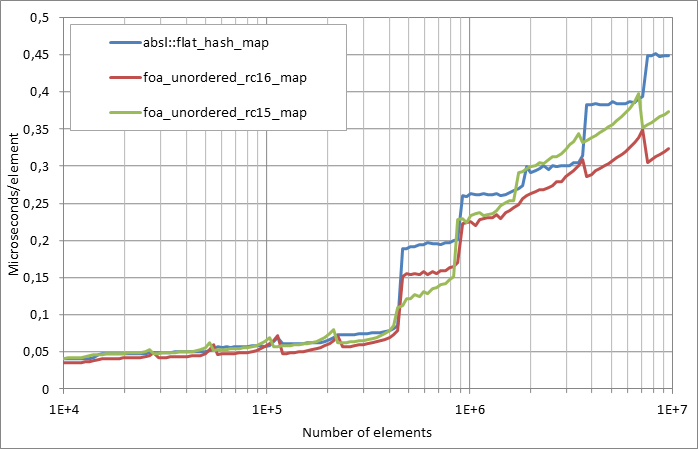 0,5
0,45
0,4
0,35
0,3
0,25
0,2
0,15
0,1
0,05
0
Microseconds/element
absl::flat_hash_map
foa_unordered_rc16_map
foa_unordered_rc15_map
1E+4
1E+5
1E+6
1E+7
Number of elements